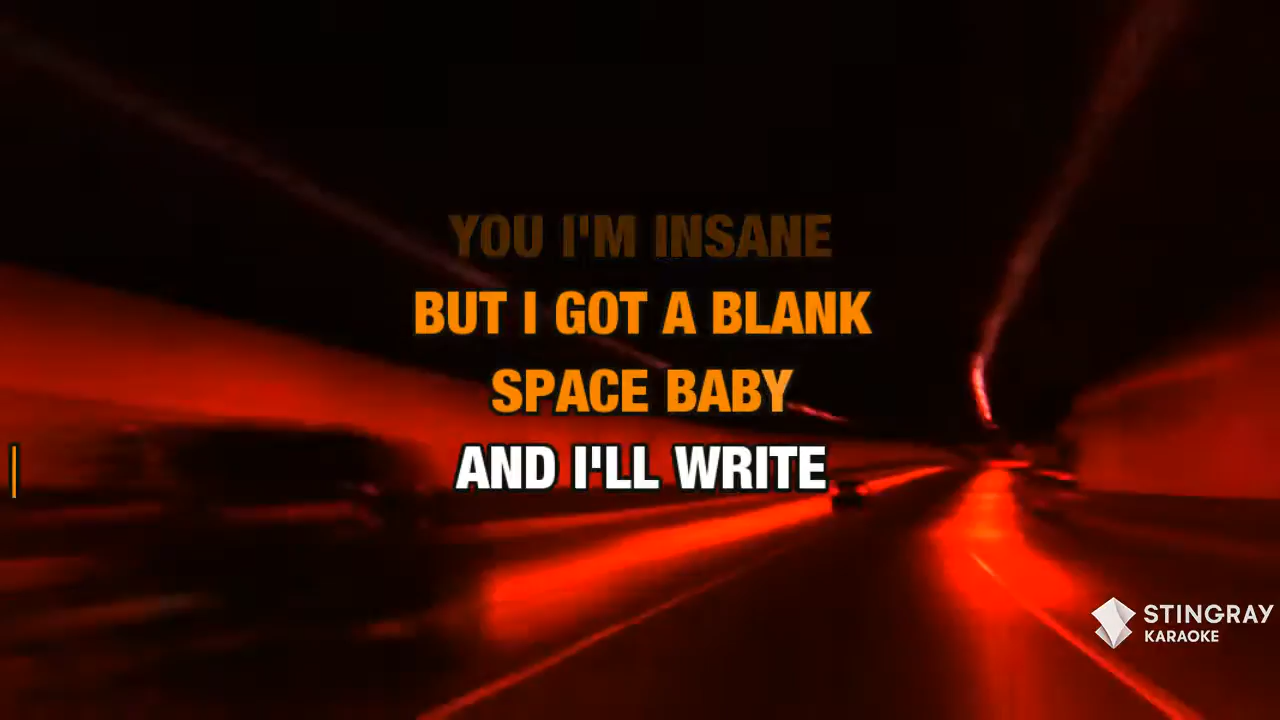 YOU I'M INSANE
BUT I GOT A BLANK
SPACE BABY
AND I'LL WRITE
STINGRAY
KARAOKE